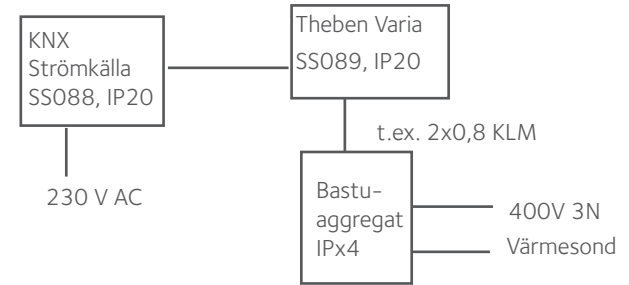 KNX
Strömkälla
SS088, IP20
Theben Varia
SS089, IP20
t.ex. 2x0,8 KLM
230 V AC
Bastu-
aggregat
IPx4
400V 3N
Värmesond